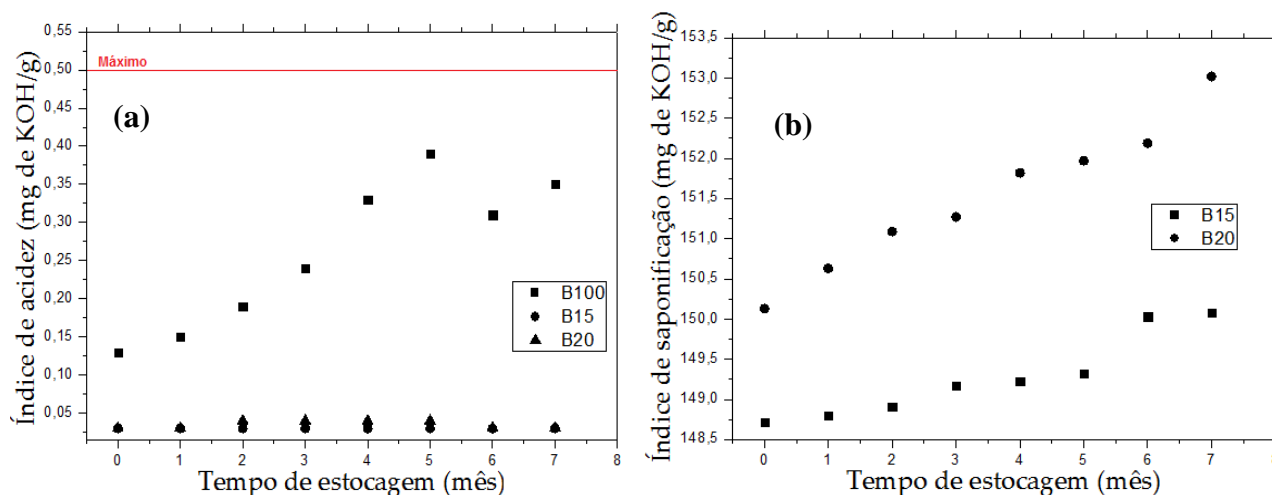 Índice de acidez (mg de KOH/g)
0,55
0,50
0,45
0,40
0,35
0,30
0,25
0,20
0,15
0,10
0,05
Máximo
(a)
B100
B15
B20
0 1 2 3 4 5 6 7 8
Tempo de estocagem (mês)
Índice de saponificação (mg de KOH/g)
153,5
153,0
152,5
152,0
151,5
151,0
150,5
150,0
149,5
149,0
148,5
(b)
B15
B20
0 1 2 3 4 5 6 7 8
Tempo de estocagem (mês)